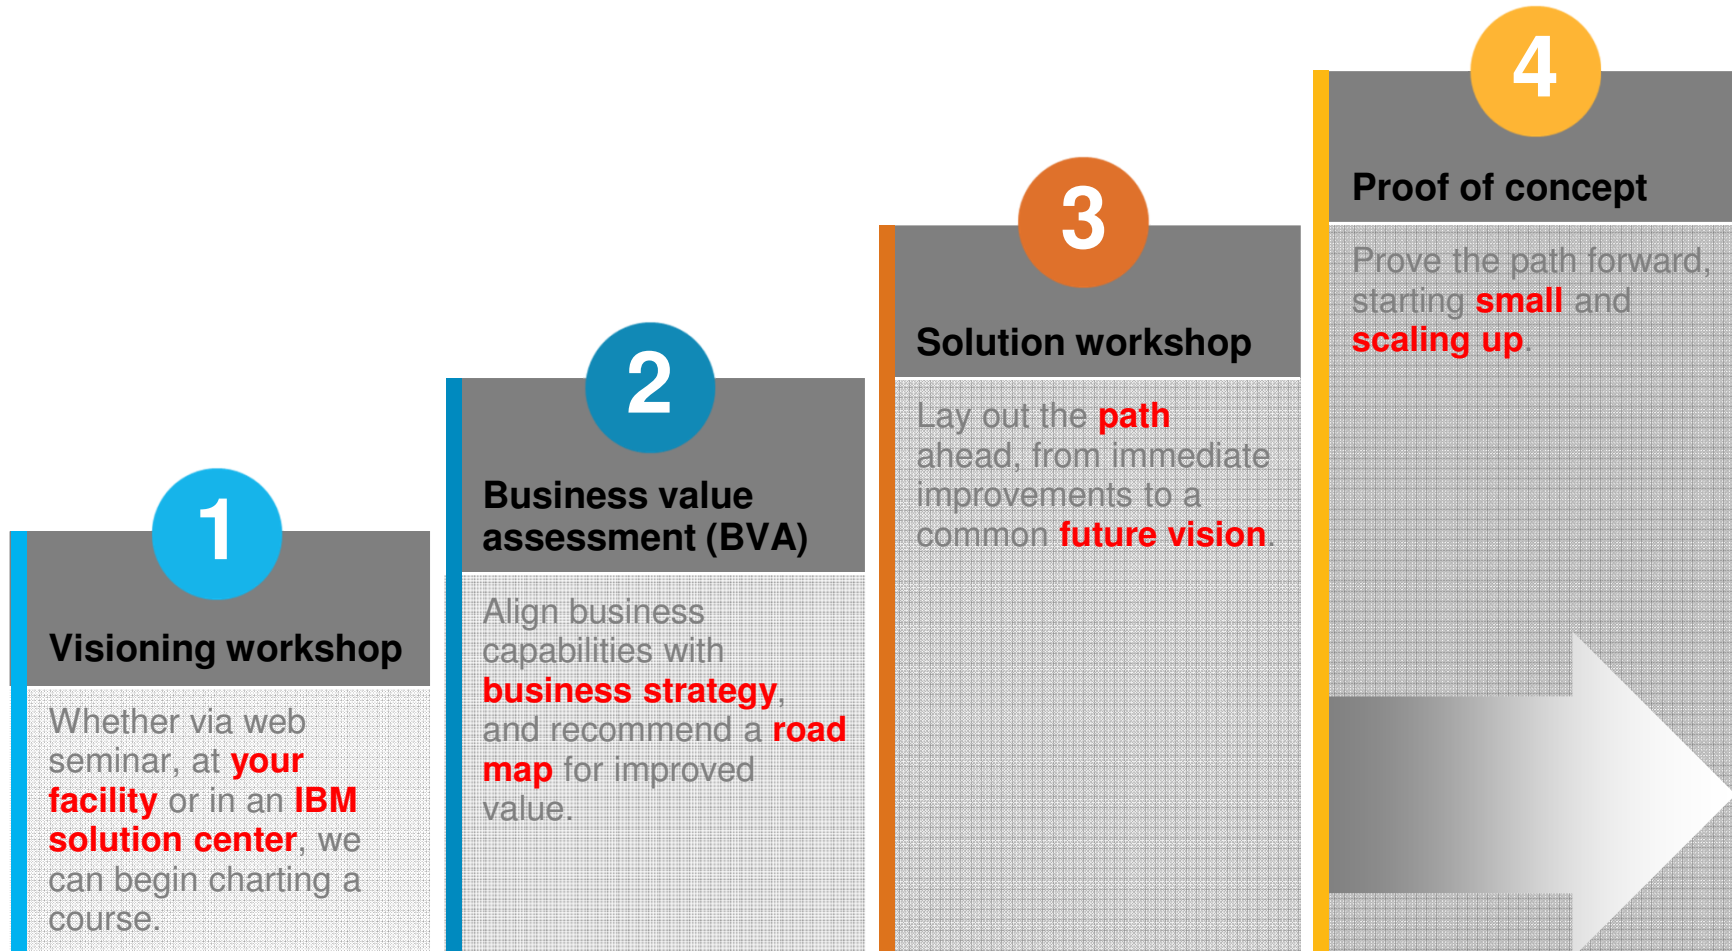 1
Visioning workshop
Whether via web
seminar, at your
facility or in an IBM
solution center, we
can begin charting a
course.
2
Business value
assessment (BVA)
Align business
capabilities with
business strategy,
and recommend a road
map for improved
value.
3
Solution workshop
Lay out the path
ahead, from immediate
improvements to a
common future vision.
4
Proof of concept
Prove the path forward,
starting small and
scaling up.